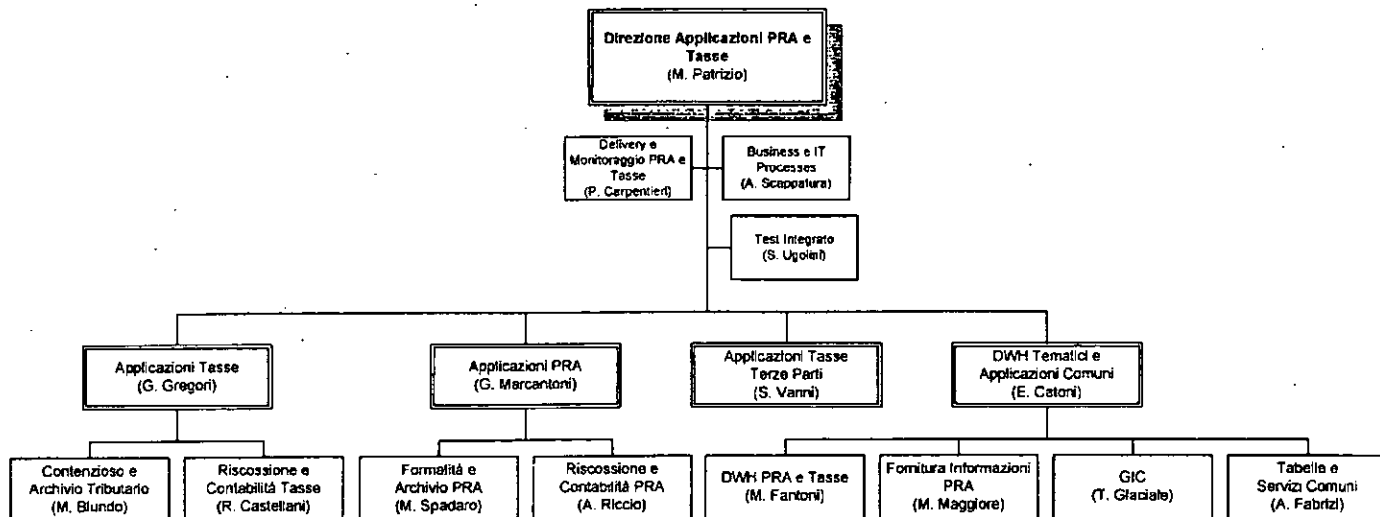 Direzione Applicazioni PRA e
Tasse
(M. Patrizio)
Delivery e
Monitoraggio PRA e
Tasse
(P. Carpentieri)
Business e IT
Processes
(A. Scappatura)
Test Integrato
(S. Ugolini)
Applicazioni Tasse
(G. Gregori)
Applicazioni PRA
(G. Marcantoni)
Applicazioni Tasse
Terze Parti
(S. Vanni)
DWH Tematici e
Applicazioni Comuni
(E. Catoni)
Contenzioso e
Archivio Tributario
(M. Blundo)
Riscossione e
Contabilità Tasse
(R. Castellani)
Formalità e
Archivio PRA
(M. Spadaro)
Riscossione e
Contabilità PRA
(A. Riccio)
DWH PRA e Tasse
(M. Fantoni)
Fornitura Informazioni
PRA
(M. Maggiore)
GIC
(T. Glaciale)
Tabelle e
Servizi Comuni
(A. Fabrizi)